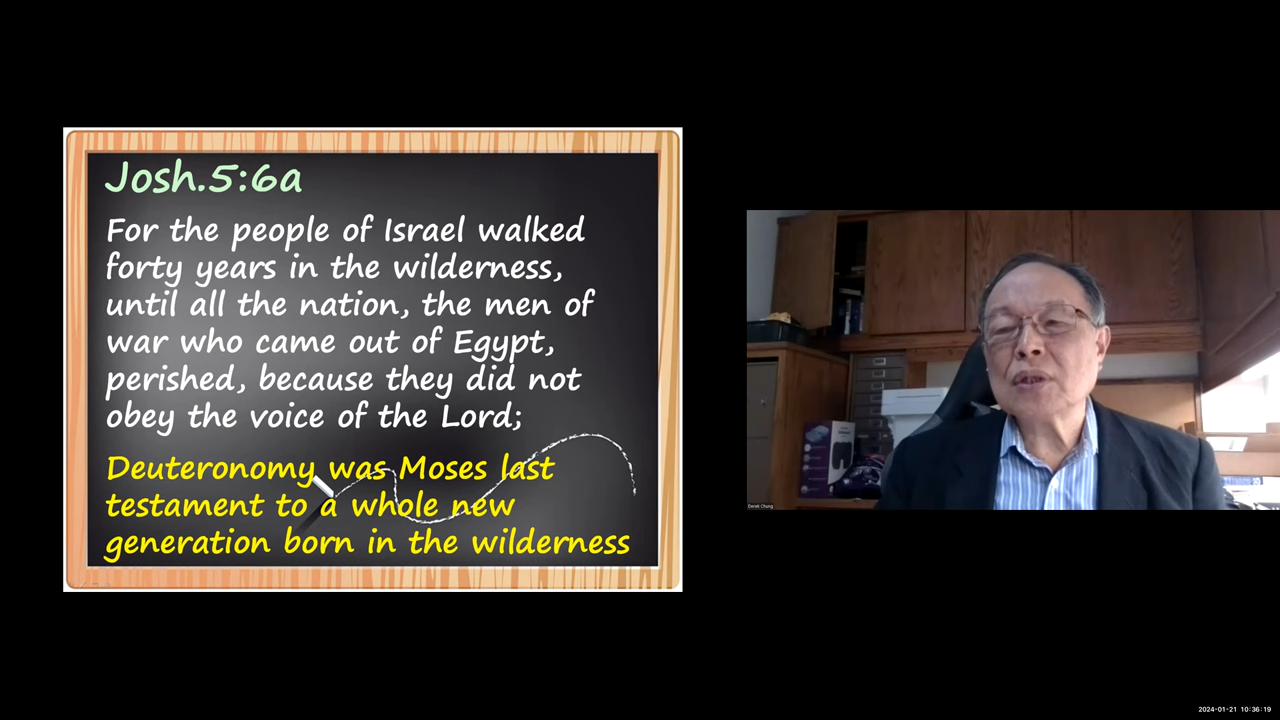 Josh.5:6a
For the people of Israel walked
forty years in the wilderness,
until all the nation, the men of
war who came out of Egypt,
perished, because they did not
obey the voice of the Lord;
Deuteronomy was Moses last
testament to a whole new
generation born in the wilderness
Derek Chung
2024-01-21 10:36:19